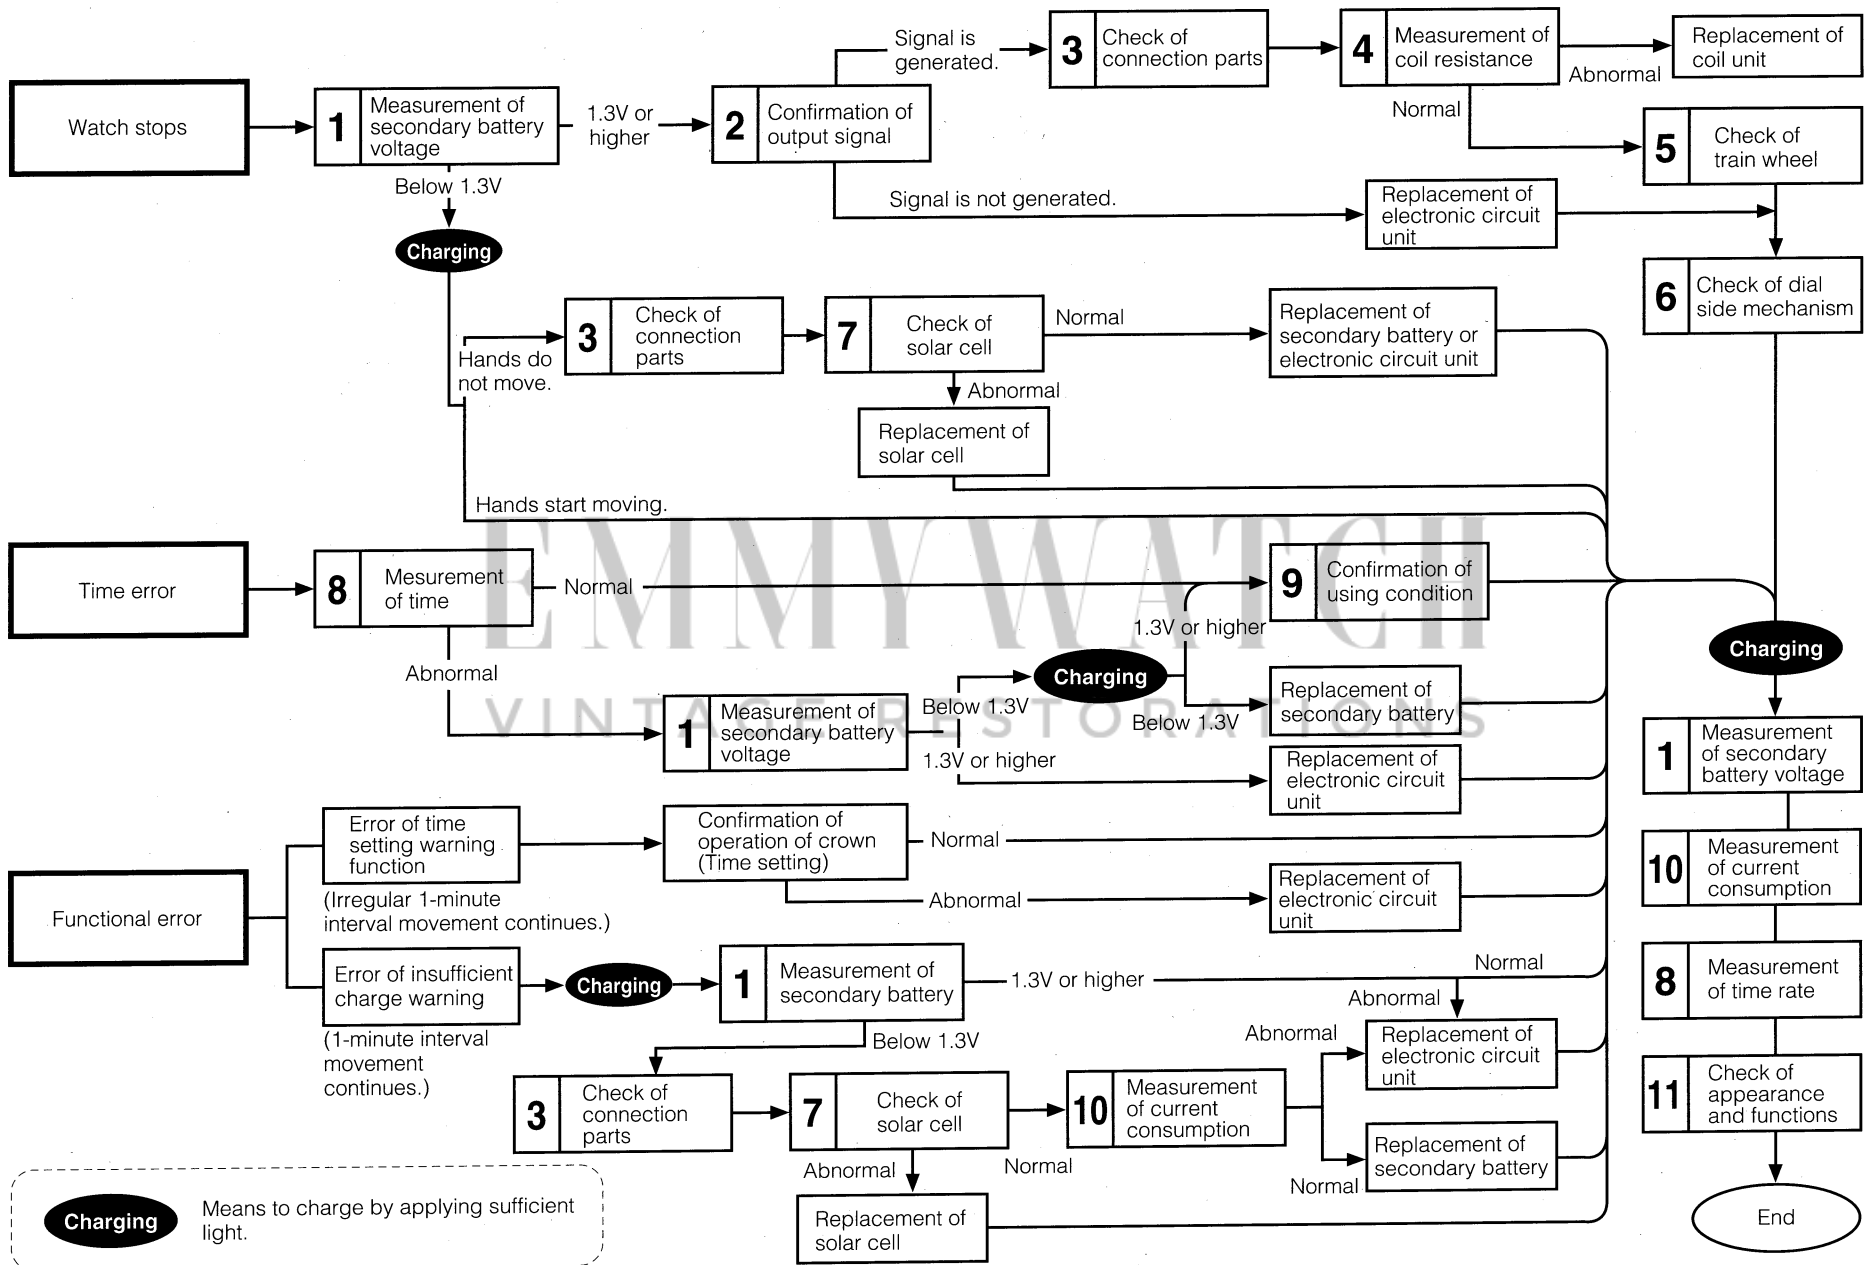 Watch stops
1
Measurement of
secondary battery
voltage
1.3V or
higher
Below 1.3V
Charging
2
Confirmation of
output signal
Signal is
generated.
3
Check of
connection parts
4
Measurement of
coil resistance
Abnormal
Replacement of
coil unit
Normal
5
Check of
train wheel
Signal is not generated.
Replacement of
electronic circuit
unit
6
Check of dial
side mechanism
Hands do
not move.
3
Check of
connection
parts
7
Check of
solar cell
Normal
Replacement of
secondary battery or
electronic circuit unit
Abnormal
Replacement of
solar cell
Hands start moving.
EMMYWATCH
VINTAGE RESTORATIONS
Time error
8
Mesurement
of time
Normal
9
Confirmation of
using condition
1.3V or higher
Abnormal
1
Measurement of
secondary battery
voltage
Below 1.3V
Charging
Below 1.3V
Replacement of
secondary battery
1.3V or higher
Replacement of
electronic circuit
unit
Charging
1
Measurement
of secondary
battery voltage
10
Measurement
of current
consumption
8
Measurement
of time rate
11
Check of
appearance
and functions
End
Functional error
Error of time
setting warning
function
(Irregular 1-minute
interval movement continues.)
Confirmation of
operation of crown
(Time setting)
Normal
Abnormal
Replacement of
electronic circuit
unit
Error of insufficient
charge warning
(1-minute interval
movement
continues.)
Charging
1
Measurement of
secondary battery
1.3V or higher
Normal
Abnormal
Below 1.3V
3
Check of
connection
parts
7
Check of
solar cell
Normal
10
Measurement
of current
consumption
Abnormal
Replacement of
electronic circuit
unit
Normal
Replacement of
secondary battery
Abnormal
Replacement of
solar cell
Charging
Means to charge by applying sufficient
light.